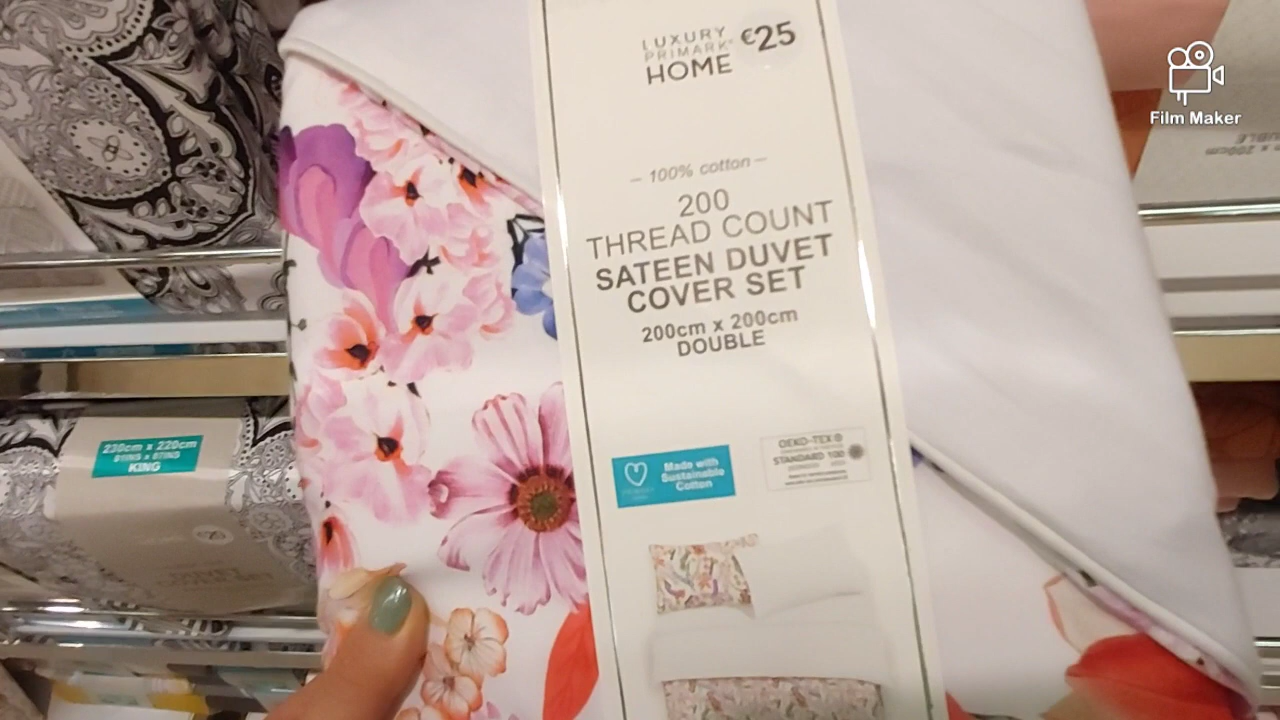 LUXURY
PRIMARK
HOME
€25
– 100% cotton –
200
THREAD COUNT
SATEEN DUVET
COVER SET
200cm x 200cm
DOUBLE
Made with
Sustainable
Cotton
OEKO-TEX®
STANDARD 100
230cm x 220cm
KING
Film Maker